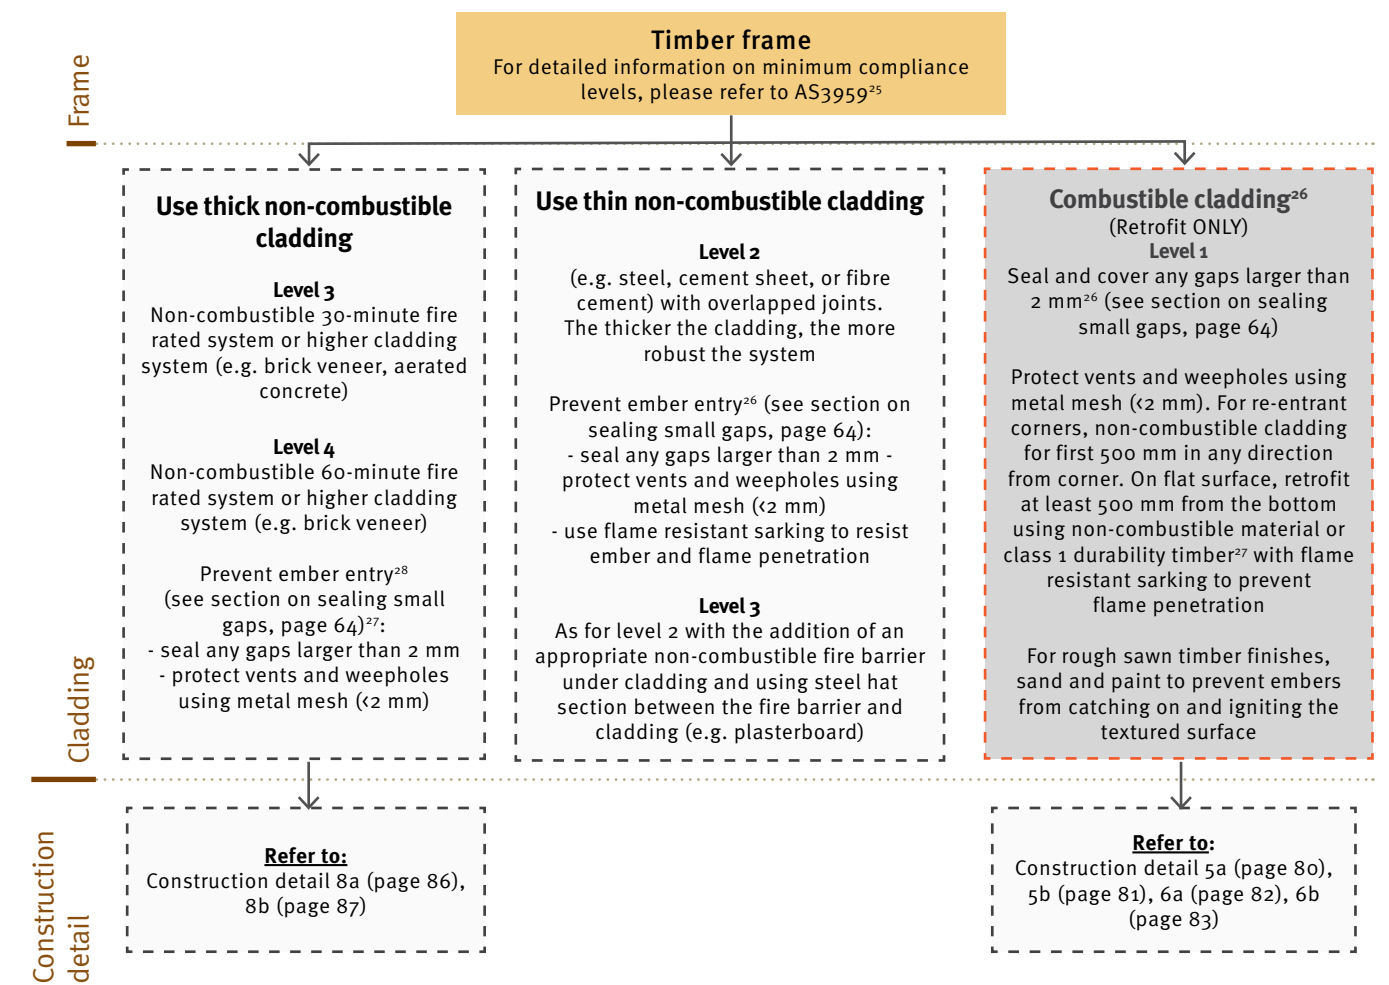 Frame
Timber frame
For detailed information on minimum compliance
levels, please refer to AS3959²⁵
Cladding
Use thick non-combustible
cladding
Level 3
Non-combustible 30-minute fire
rated system or higher cladding
system (e.g. brick veneer, aerated
concrete)
Level 4
Non-combustible 60-minute fire
rated system or higher cladding
system (e.g. brick veneer)
Prevent ember entry²⁸
(see section on sealing small
gaps, page 64)²⁷:
- seal any gaps larger than 2 mm
- protect vents and weepholes
using metal mesh (<2 mm)
Use thin non-combustible cladding
Level 2
(e.g. steel, cement sheet, or fibre
cement) with overlapped joints.
The thicker the cladding, the more
robust the system
Prevent ember entry²⁶ (see section on
sealing small gaps, page 64):
- seal any gaps larger than 2 mm -
protect vents and weepholes using
metal mesh (<2 mm)
- use flame resistant sarking to resist
ember and flame penetration
Level 3
As for level 2 with the addition of an
appropriate non-combustible fire barrier
under cladding and using steel hat
section between the fire barrier and
cladding (e.g. plasterboard)
Combustible cladding²⁶
(Retrofit ONLY)
Level 1
Seal and cover any gaps larger than
2 mm²⁶ (see section on sealing
small gaps, page 64)
Protect vents and weepholes using
metal mesh (<2 mm). For re-entrant
corners, non-combustible cladding
for first 500 mm in any direction
from corner. On flat surface, retrofit
at least 500 mm from the bottom
using non-combustible material or
class 1 durability timber²⁷ with flame
resistant sarking to prevent
flame penetration
For rough sawn timber finishes,
sand and paint to prevent embers
from catching on and igniting the
textured surface
Construction
detail
Refer to:
Construction detail 8a (page 86),
8b (page 87)
Refer to:
Construction detail 5a (page 80),
5b (page 81), 6a (page 82), 6b
(page 83)